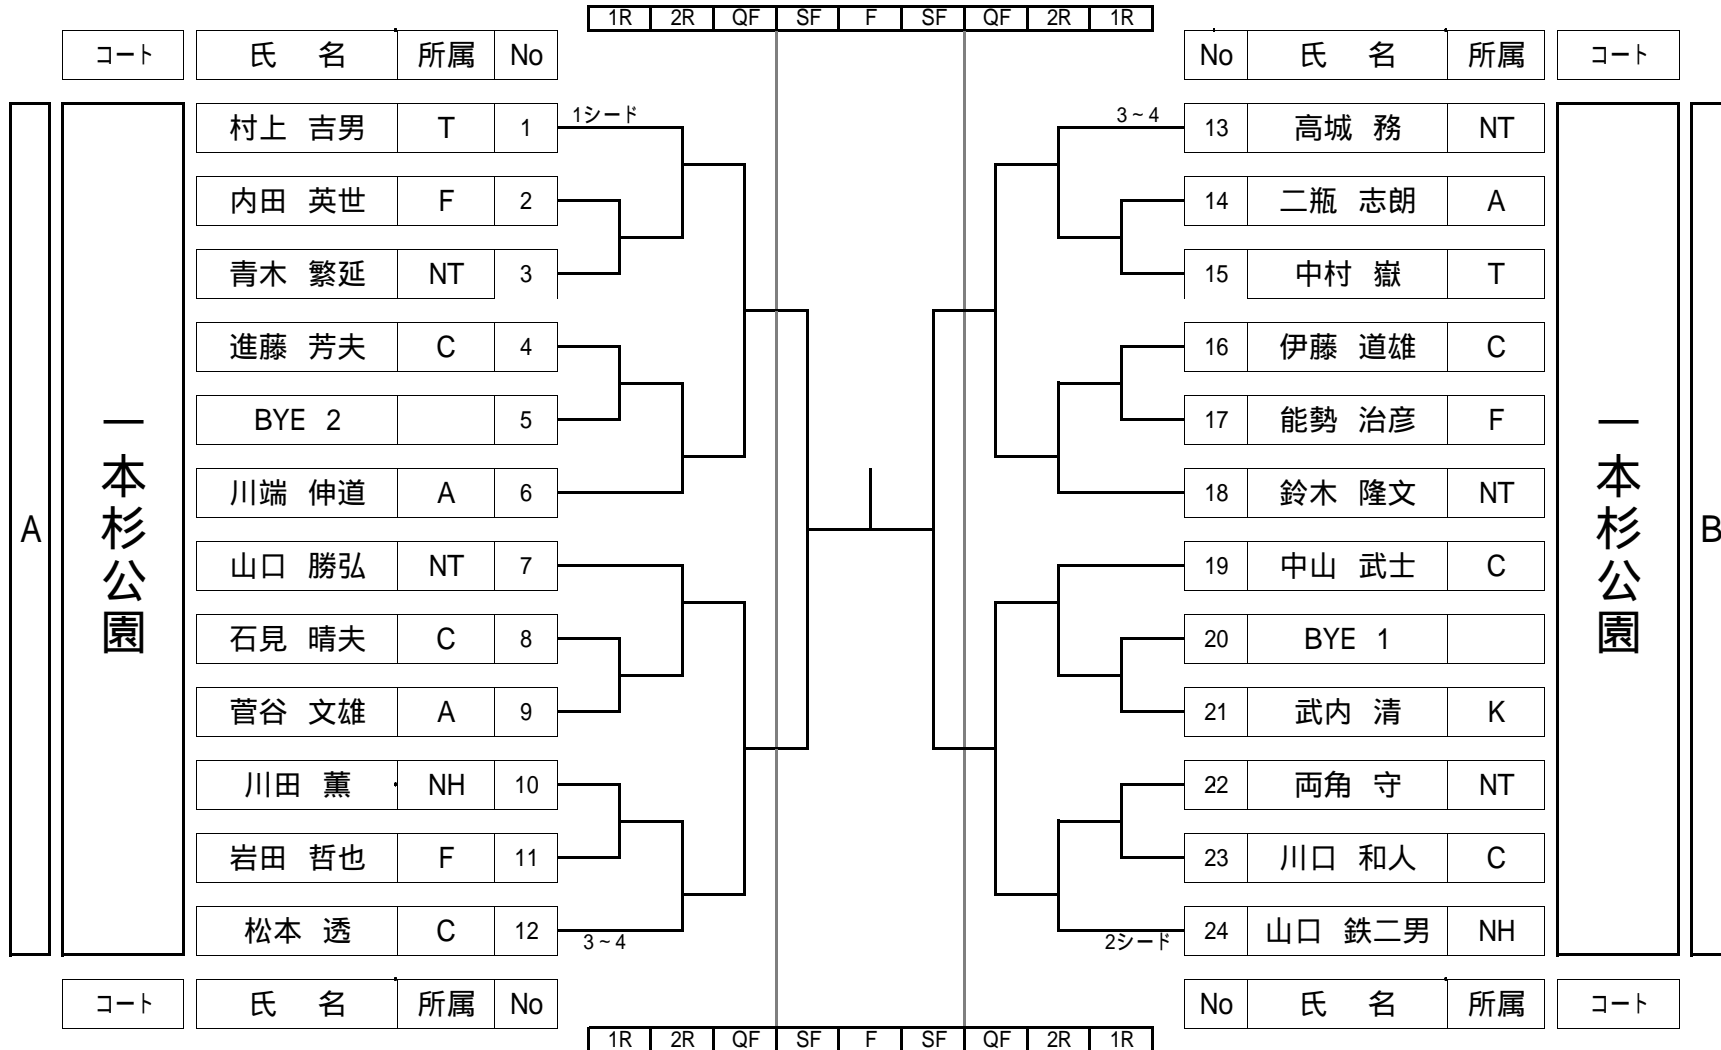 1R 2R QF SF F SF QF 2R 1R
コート 氏 名 所属 No No 氏 名 所属 コート
村上 吉男 T 1 1シード 3~4 13 高城 務 NT
内田 英世 F 2 14 二瓶 志朗 A
青木 繁延 NT 3 15 中村 嶽 T
進藤 芳夫 C 4 16 伊藤 道雄 C
BYE 2 5 17 能勢 治彦 F
川端 伸道 A 6 18 鈴木 隆文 NT
A 一本杉公園 一本杉公園 B
山口 勝弘 NT 7 19 中山 武士 C
石見 晴夫 C 8 20 BYE 1
菅谷 文雄 A 9 21 武内 清 K
川田 薫 NH 10 22 両角 守 NT
岩田 哲也 F 11 23 川口 和人 C
松本 透 C 12 3~4 2シード 24 山口 鉄二男 NH
コート 氏 名 所属 No No 氏 名 所属 コート
1R 2R QF SF F SF QF 2R 1R